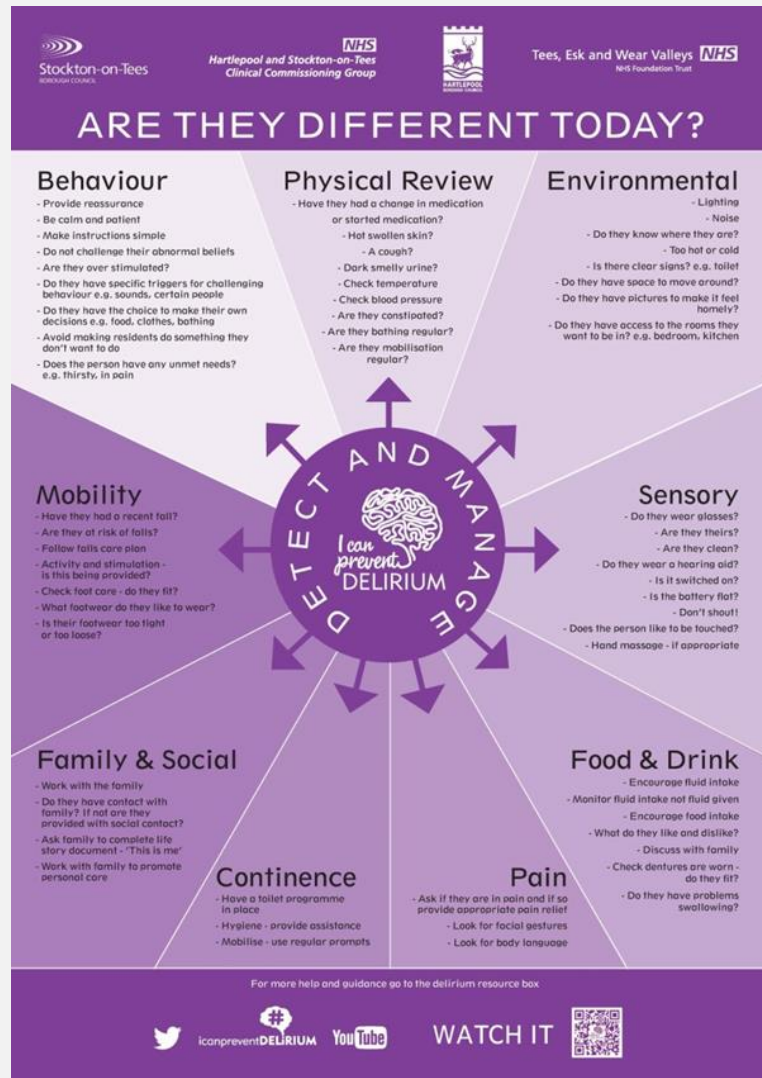 Stockton-on-Tees
BOROUGH COUNCIL
NHS
Hartlepool and Stockton-on-Tees
Clinical Commissioning Group
HARTLEPOOL
BOROUGH COUNCIL
Tees, Esk and Wear Valleys NHS
NHS Foundation Trust
ARE THEY DIFFERENT TODAY?
Behaviour
- Provide reassurance
- Be calm and patient
- Make instructions simple
- Do not challenge their abnormal beliefs
- Are they over stimulated?
- Do they have specific triggers for challenging
behaviour e.g. sounds, certain people
- Do they have the choice to make their own
decisions e.g. food, clothes, bathing
- Avoid making residents do something they
don't want to do
- Does the person have any unmet needs?
e.g. thirsty, in pain
Physical Review
- Have they had a change in medication
or started medication?
- Hot swollen skin?
- A cough?
- Dark smelly urine?
- Check temperature
- Check blood pressure
- Are they constipated?
- Are they bathing regular?
- Are they mobilisation
regular?
Environmental
- Lighting
- Noise
- Do they know where they are?
- Too hot or cold
- Is there clear signs? e.g. toilet
- Do they have space to move around?
- Do they have pictures to make it feel
homely?
- Do they have access to the rooms they
want to be in? e.g. bedroom, kitchen
Mobility
- Have they had a recent fall?
- Are they at risk of falls?
- Follow falls care plan
- Activity and stimulation -
is this being provided?
- Check foot care - do they fit?
- What footwear do they like to wear?
- Is their footwear too tight
or too loose?
DETECT AND MANAGE
I can
prevent
DELIRIUM
Sensory
- Do they wear glasses?
- Are they theirs?
- Are they clean?
- Do they wear a hearing aid?
- Is it switched on?
- Is the battery flat?
- Don't shout!
- Does the person like to be touched?
- Hand massage - if appropriate
Family & Social
- Work with the family
- Do they have contact with
family? If not are they
provided with social contact?
- Ask family to complete life
story document - 'This is me'
- Work with family to promote
personal care
Continence
- Have a toilet programme
in place
- Hygiene - provide assistance
- Mobilise - use regular prompts
Pain
- Ask if they are in pain and if so
provide appropriate pain relief
- Look for facial gestures
- Look for body language
Food & Drink
- Encourage fluid intake
- Monitor fluid intake not fluid given
- Encourage food intake
- What do they like and dislike?
- Discuss with family
- Check dentures are worn -
do they fit?
- Do they have problems
swallowing?
For more help and guidance go to the delirium resource box
#
icanpreventDELIRIUM
YouTube
WATCH IT